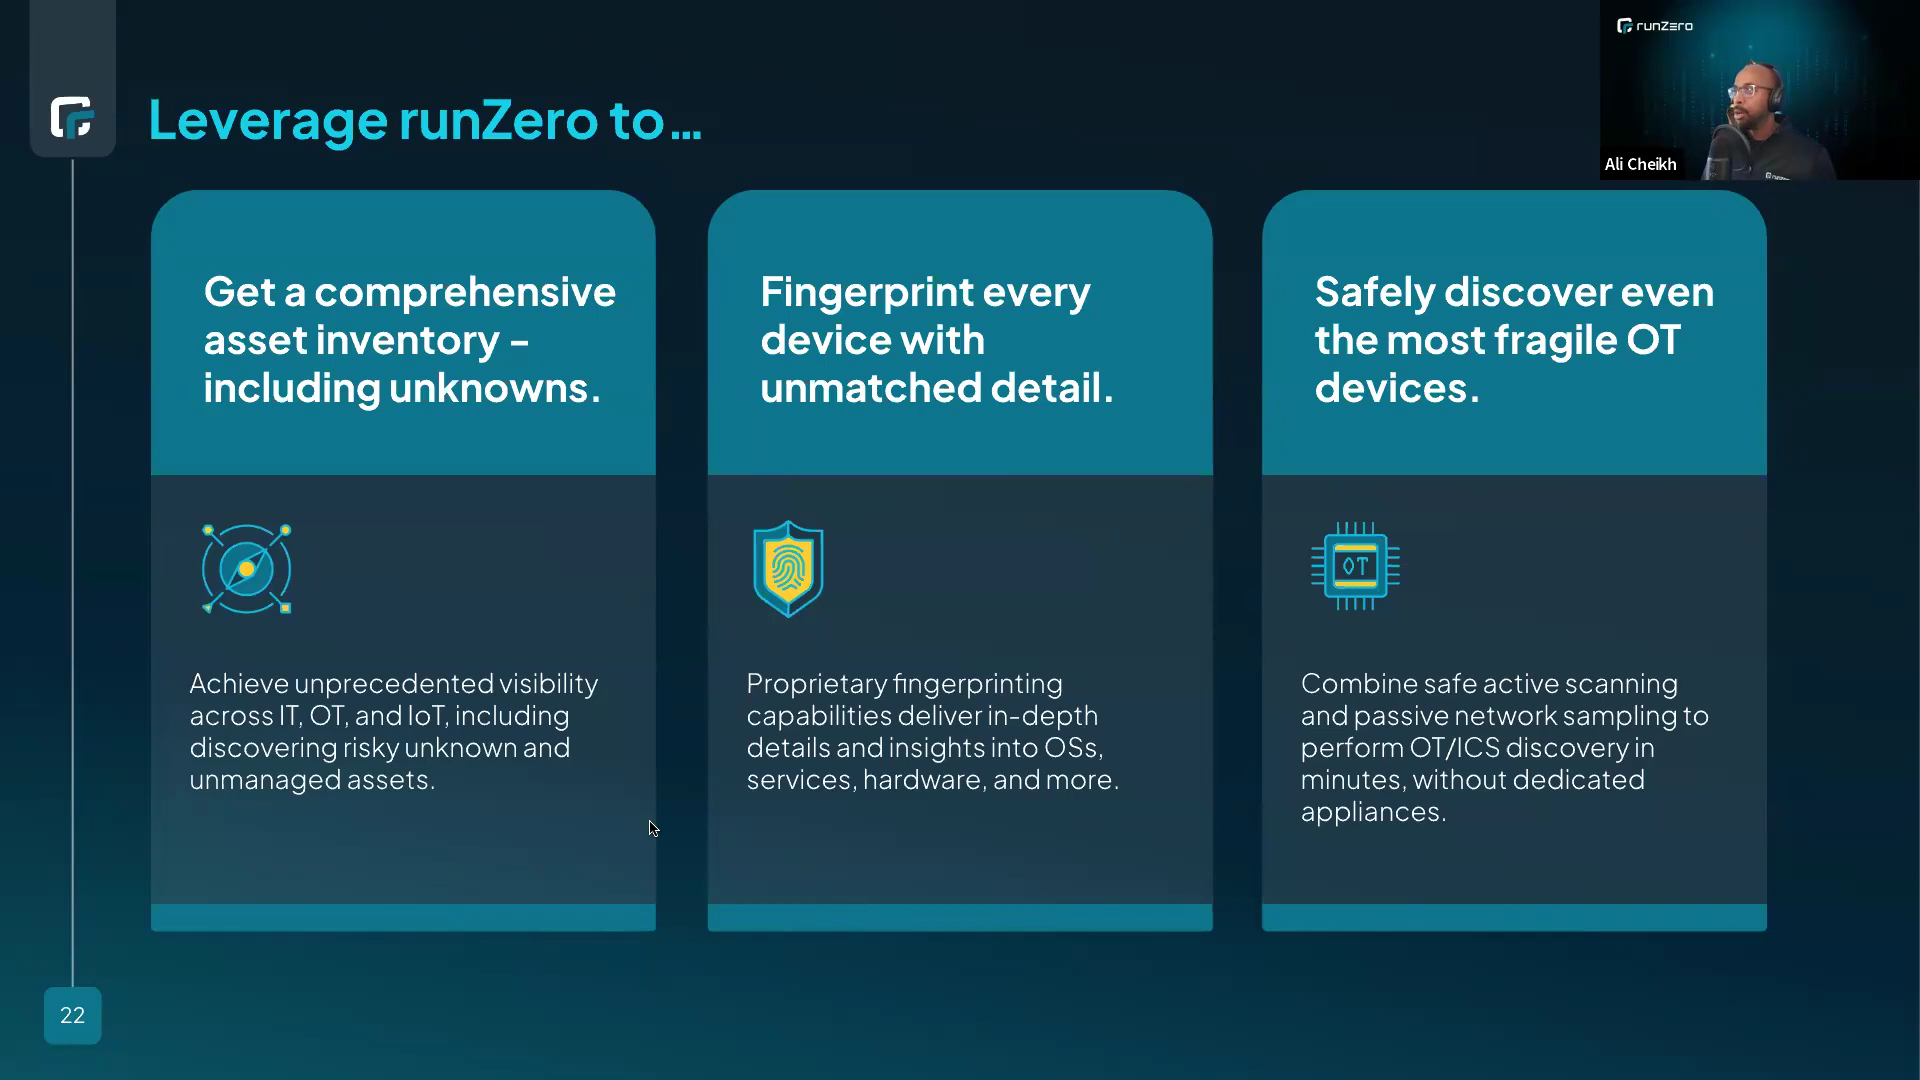 runZero
Ali Cheikh
Leverage runZero to...
Get a comprehensive
asset inventory –
including unknowns.
Achieve unprecedented visibility
across IT, OT, and IoT, including
discovering risky unknown and
unmanaged assets.
Fingerprint every
device with
unmatched detail.
Proprietary fingerprinting
capabilities deliver in-depth
details and insights into OSs,
services, hardware, and more.
Safely discover even
the most fragile OT
devices.
OT
Combine safe active scanning
and passive network sampling to
perform OT/ICS discovery in
minutes, without dedicated
appliances.
22